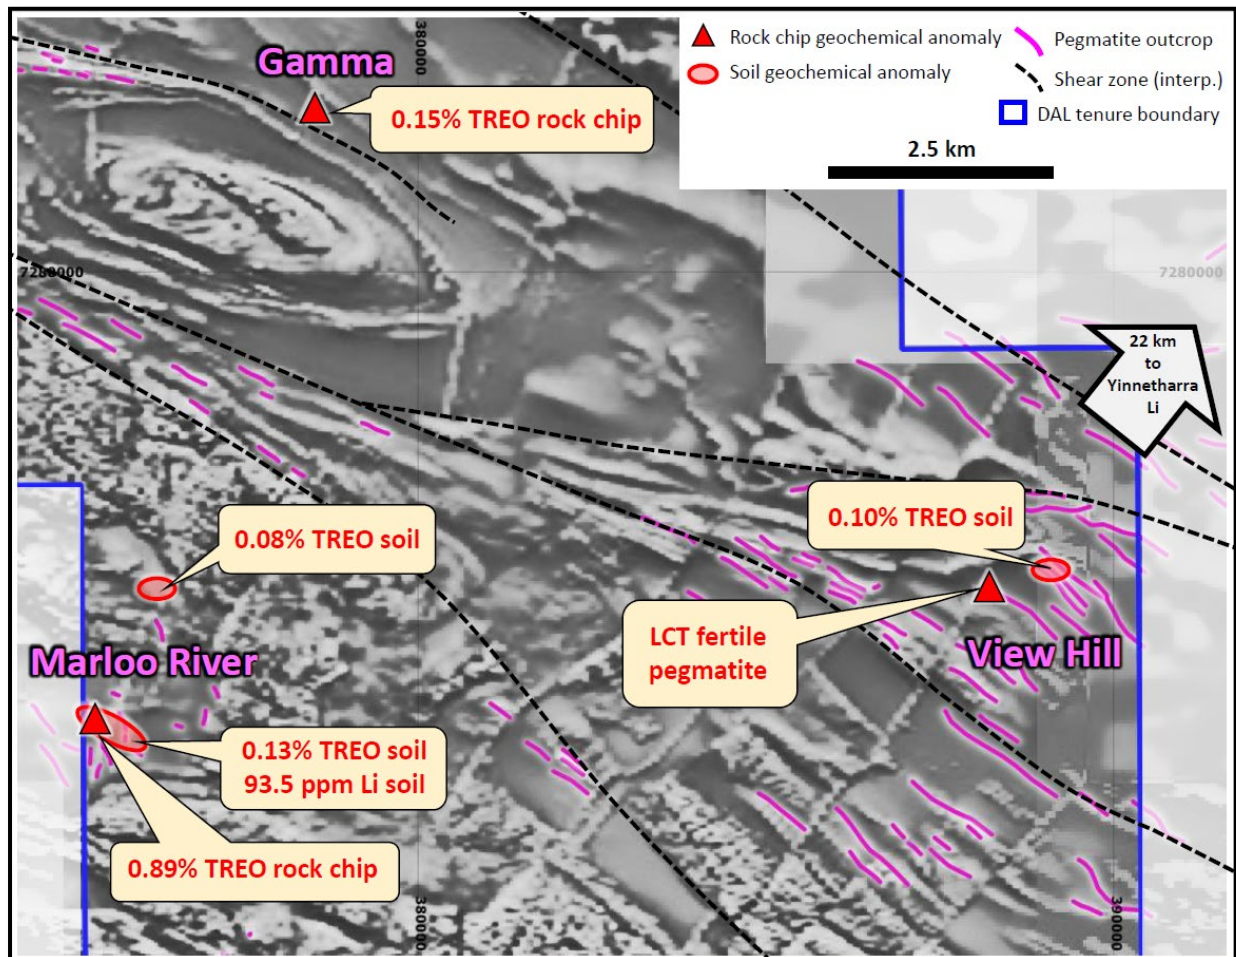 Gamma
380000
0.15% TREO rock chip
Rock chip geochemical anomaly
Soil geochemical anomaly
Pegmatite outcrop
Shear zone (interp.)
DAL tenure boundary
2.5 km
7280000
7280000
22 km
to
Yinnetharra
Li
0.08% TREO soil
0.10% TREO soil
LCT fertile
pegmatite
View Hill
Marloo River
0.13% TREO soil
93.5 ppm Li soil
0.89% TREO rock chip
380000
390000